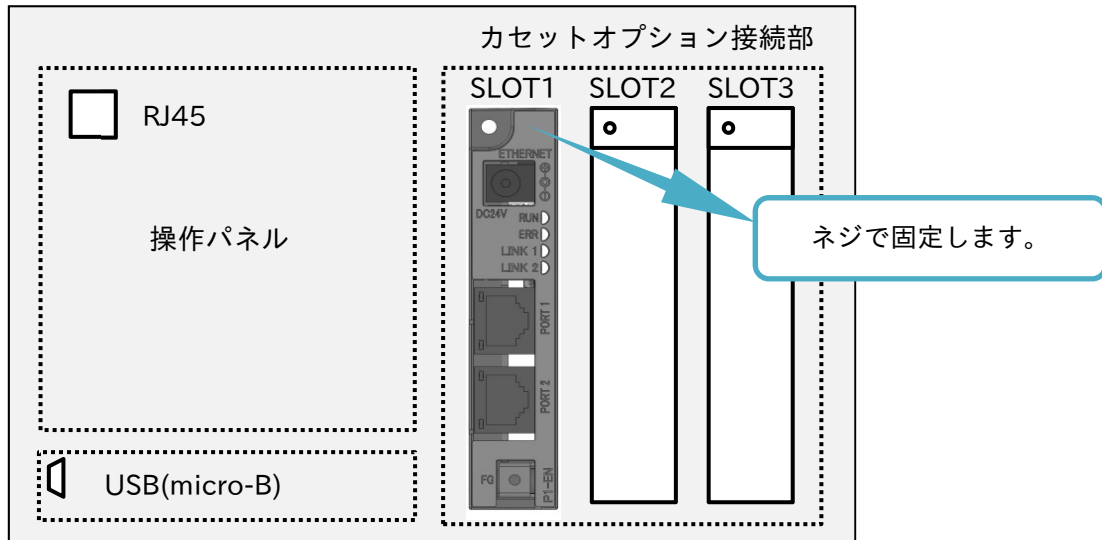 カセットオプション接続部
SLOT1 SLOT2 SLOT3
RJ45
操作パネル
USB(micro-B)
ETHERNET
DC24V
RUN
ERR
LINK 1
LINK 2
PORT 1
PORT 2
FG
P1-EN
ネジで固定します。